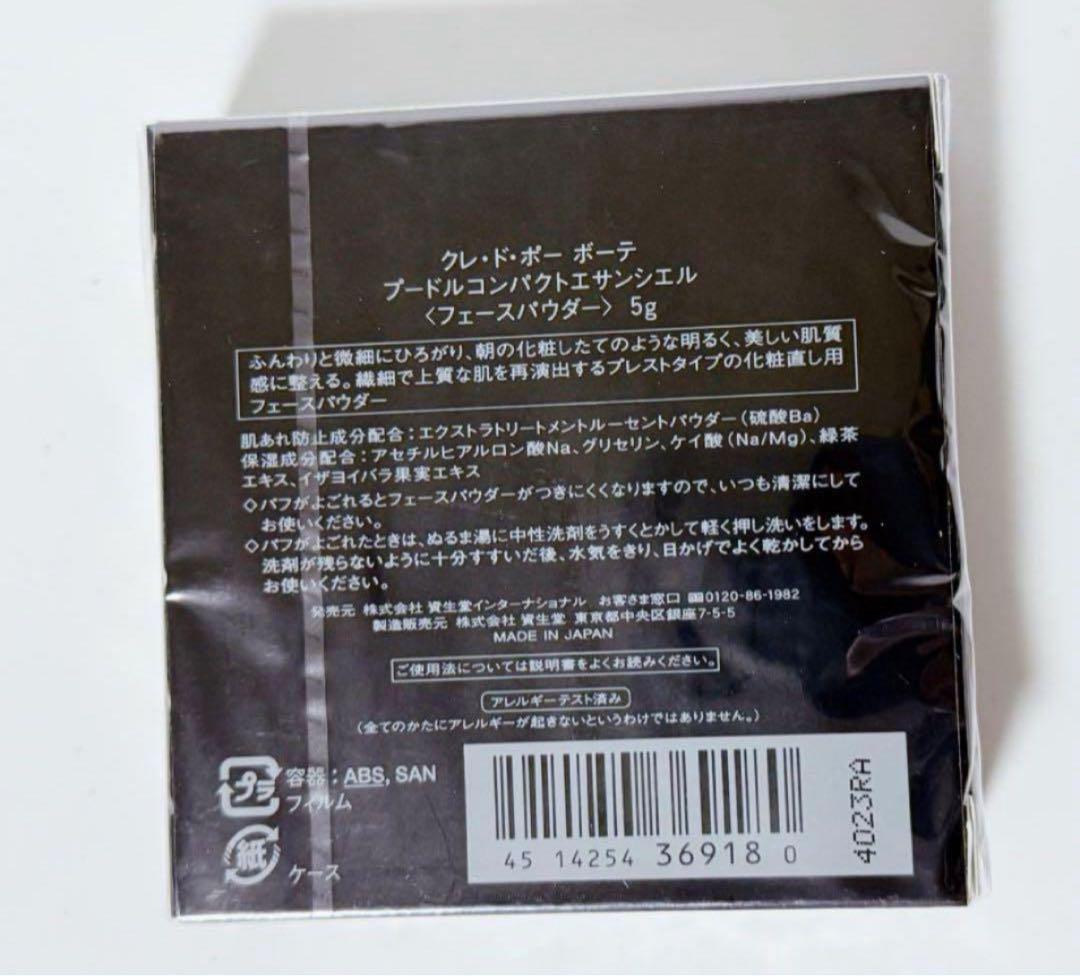 クレ・ド・ポー ボーテ
プードルコンパクトエサンシエル
〈フェースパウダー〉 5g
ふんわりと微細にひろがり、朝の化粧したてのような明るく、美しい肌質
感に整える。繊細で上質な肌を再演出するプレストタイプの化粧直し用
フェースパウダー
肌あれ防止成分配合：エクストラトリートメントルーセントパウダー（硫酸Ba）
保湿成分配合：アセチルヒアルロン酸Na、グリセリン、ケイ酸（Na/Mg）、緑茶
エキス、イザヨイバラ果実エキス
◇パフがよごれるとフェースパウダーがつきにくくなりますので、いつも清潔にして
お使いください。
◇パフがよごれたときは、ぬるま湯に中性洗剤をうすくとかして軽く押し洗いをします。
洗剤が残らないように十分すすいだ後、水気をきり、日かげでよく乾かしてから
お使いください。
発売元 株式会社 資生堂インターナショナル お客さま窓口 0120-86-1982
製造販売元 株式会社 資生堂 東京都中央区銀座7-5-5
MADE IN JAPAN
ご使用法については説明書をよくお読みください。
アレルギーテスト済み
（全てのかたにアレルギーが起きないというわけではありません。）
プラ 容器：ABS, SAN
フィルム
紙 ケース
45 14254 36918 0
4023RA